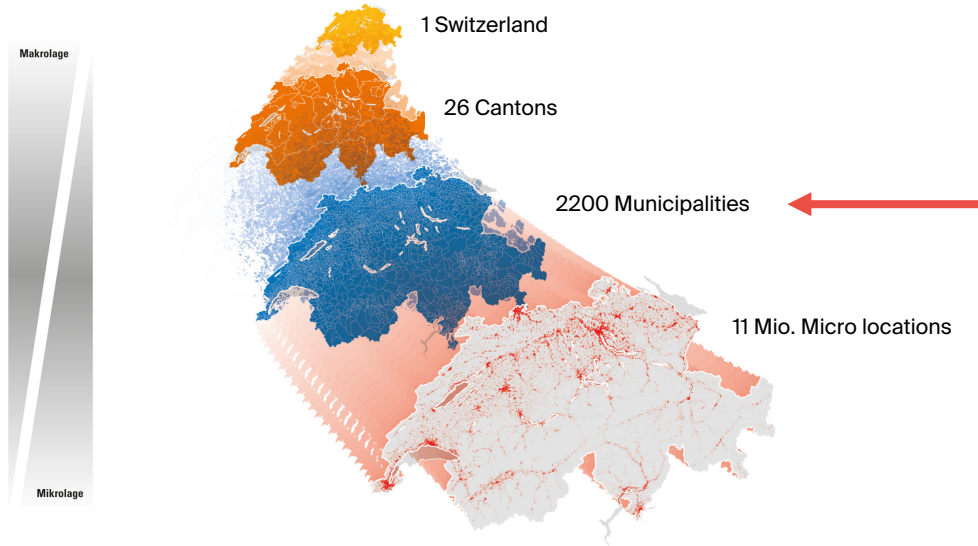 1 Switzerland
Makrolage
26 Cantons
2200 Municipalities
11 Mio. Micro locations
Mikrolage